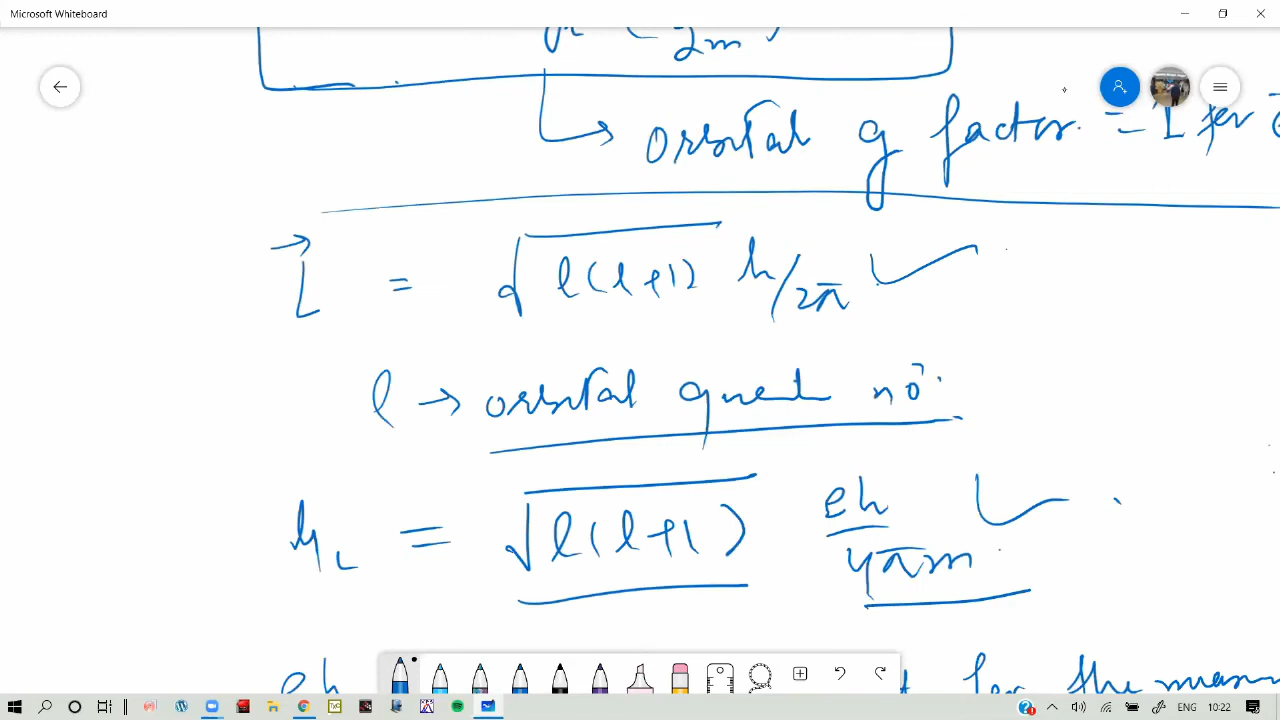 Microsoft Whiteboard
2m
orbital g factor = 1 for
L = √l(l+1) h/2π
l → orbital quant no.
μL = √l(l+1) eh/4πm
eh for the
ENG 10:22